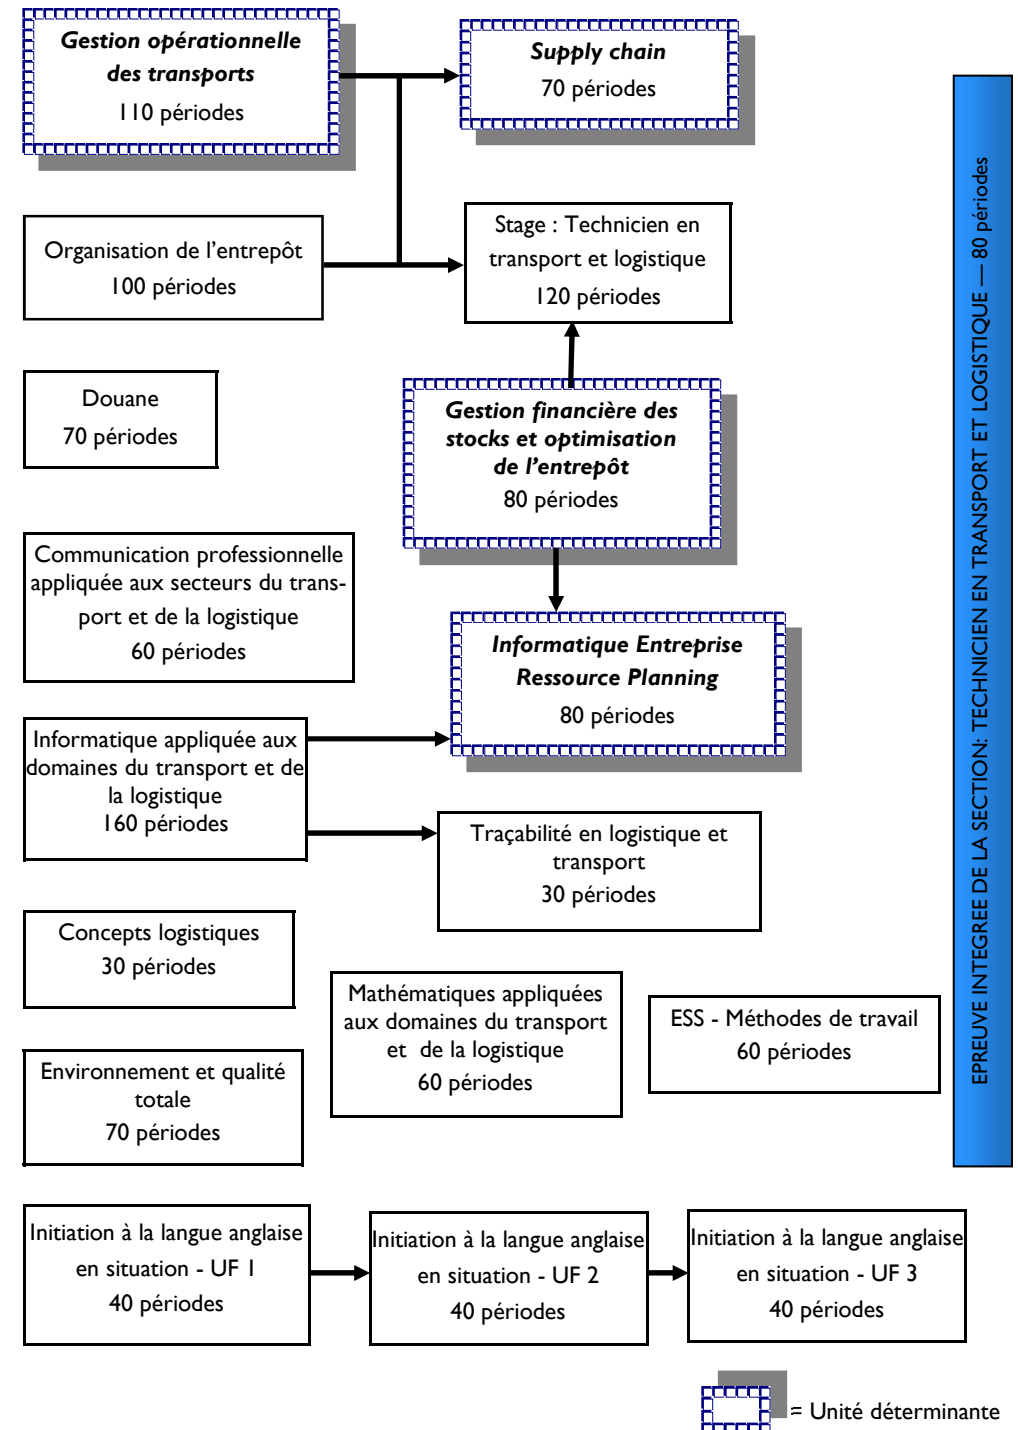 Gestion opérationnelle
des transports
110 périodes
Supply chain
70 périodes
Organisation de l’entrepôt
100 périodes
Stage : Technicien en
transport et logistique
120 périodes
Douane
70 périodes
Gestion financière des
stocks et optimisation
de l’entrepôt
80 périodes
Communication professionnelle
appliquée aux secteurs du trans-
port et de la logistique
60 périodes
Informatique Entreprise
Ressource Planning
80 périodes
Informatique appliquée aux
domaines du transport et de
la logistique
160 périodes
Traçabilité en logistique et
transport
30 périodes
Concepts logistiques
30 périodes
Mathématiques appliquées
aux domaines du transport
et de la logistique
60 périodes
ESS - Méthodes de travail
60 périodes
Environnement et qualité
totale
70 périodes
Initiation à la langue anglaise
en situation - UF 1
40 périodes
Initiation à la langue anglaise
en situation - UF 2
40 périodes
Initiation à la langue anglaise
en situation - UF 3
40 périodes
EPREUVE INTEGREE DE LA SECTION: TECHNICIEN EN TRANSPORT ET LOGISTIQUE — 80 périodes
= Unité déterminante